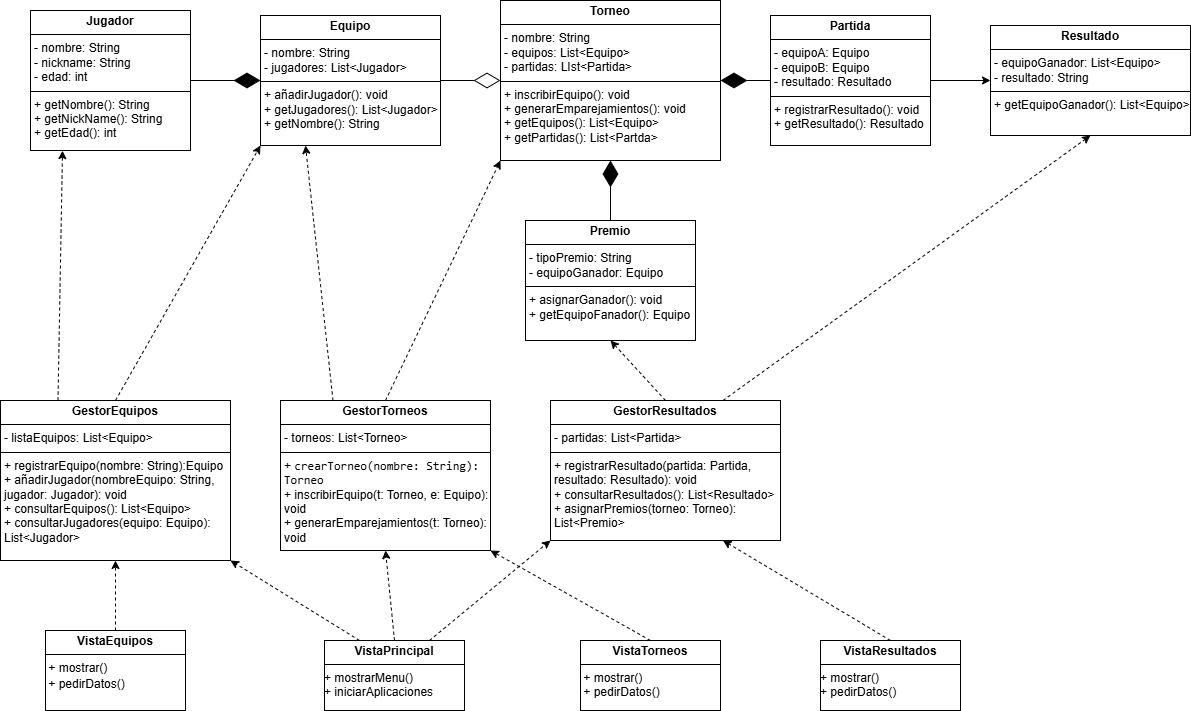 Jugador
- nombre: String
- nickname: String
- edad: int
+ getNombre(): String
+ getNickName(): String
+ getEdad(): int
Equipo
- nombre: String
- jugadores: List<Jugador>
+ añadirJugador(): void
+ getJugadores(): List<Jugador>
+ getNombre(): String
Torneo
- nombre: String
- equipos: List<Equipo>
- partidas: LIst<Partida>
+ inscribirEquipo(): void
+ generarEmparejamientos(): void
+ getEquipos(): List<Equipo>
+ getPartidas(): List<Partda>
Partida
- equipoA: Equipo
- equipoB: Equipo
- resultado: Resultado
+ registrarResultado(): void
+ getResultado(): Resultado
Resultado
- equipoGanador: List<Equipo>
- resultado: String
+ getEquipoGanador(): List<Equipo>
Premio
- tipoPremio: String
- equipoGanador: Equipo
+ asignarGanador(): void
+ getEquipoFanador(): Equipo
GestorEquipos
- listaEquipos: List<Equipo>
+ registrarEquipo(nombre: String):Equipo
+ añadirJugador(nombreEquipo: String,
jugador: Jugador): void
+ consultarEquipos(): List<Equipo>
+ consultarJugadores(equipo: Equipo):
List<Jugador>
GestorTorneos
- torneos: List<Torneo>
+ crearTorneo(nombre: String):
Torneo
+ inscribirEquipo(t: Torneo, e: Equipo):
void
+ generarEmparejamientos(t: Torneo):
void
GestorResultados
- partidas: List<Partida>
+ registrarResultado(partida: Partida,
resultado: Resultado): void
+ consultarResultados(): List<Resultado>
+ asignarPremios(torneo: Torneo):
List<Premio>
VistaEquipos
+ mostrar()
+ pedirDatos()
VistaPrincipal
+ mostrarMenu()
+ iniciarAplicaciones
VistaTorneos
+ mostrar()
+ pedirDatos()
VistaResultados
+ mostrar()
+ pedirDatos()